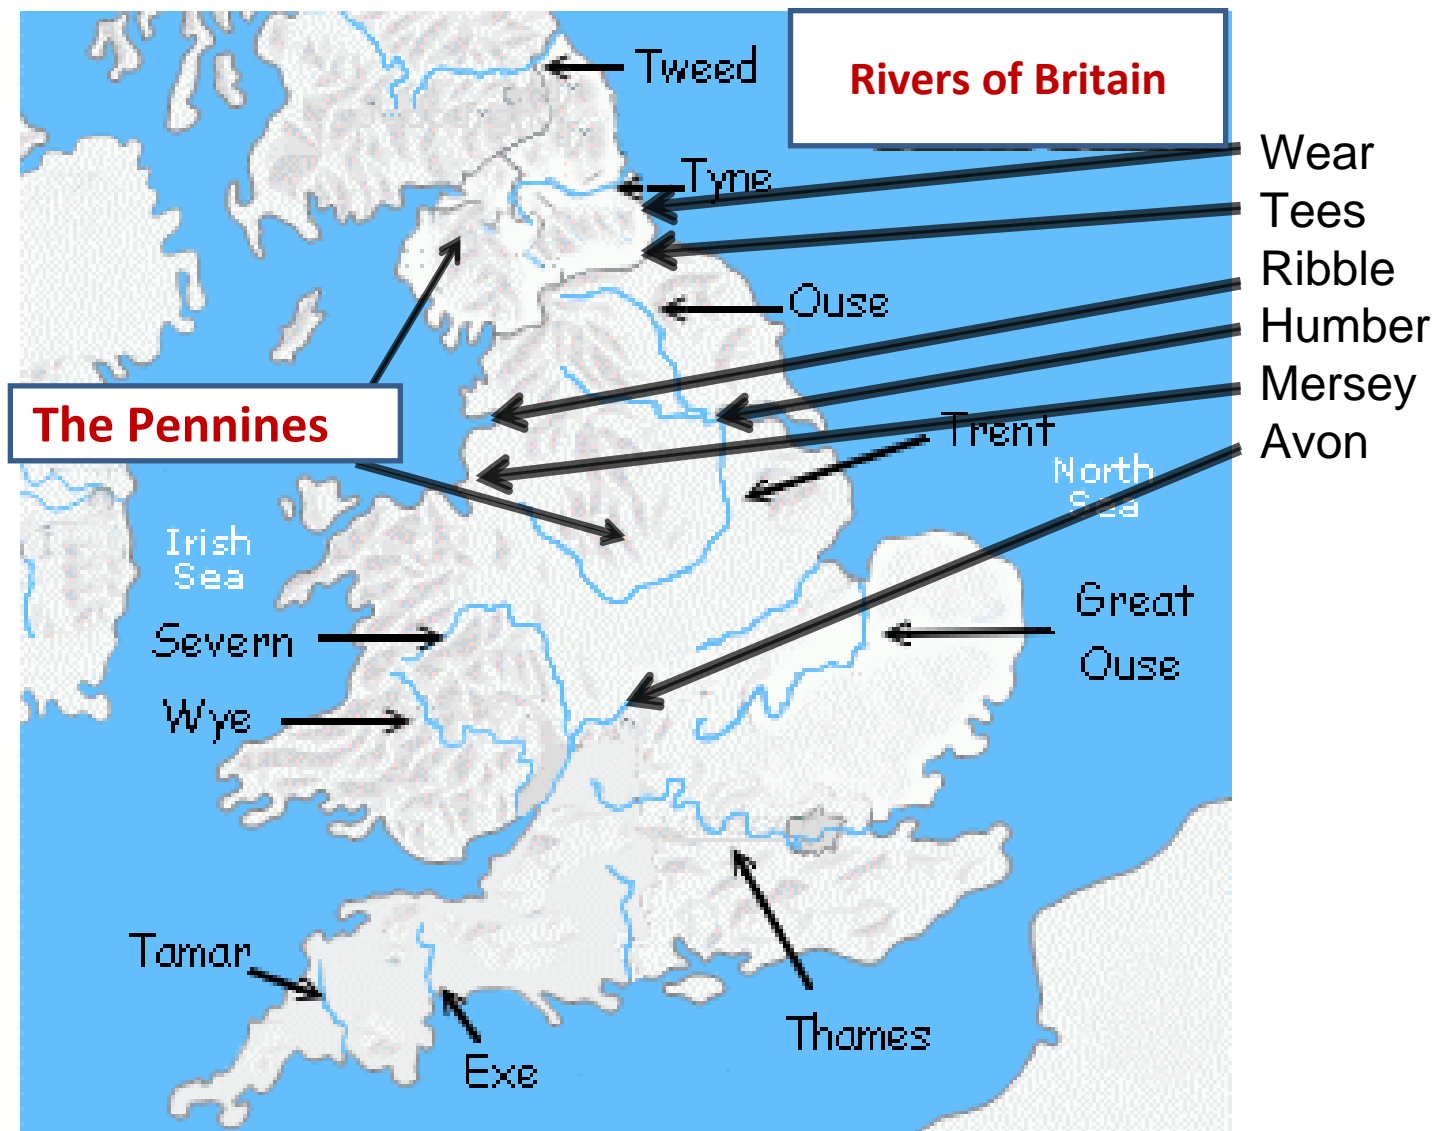 Rivers of Britain
Tweed
Wear
Tyne
Tees
Ribble
Ouse
Humber
Mersey
The Pennines
Trent
Avon
North
Sea
Irish
Sea
Great
Ouse
Severn
Wye
Tamar
Thames
Exe